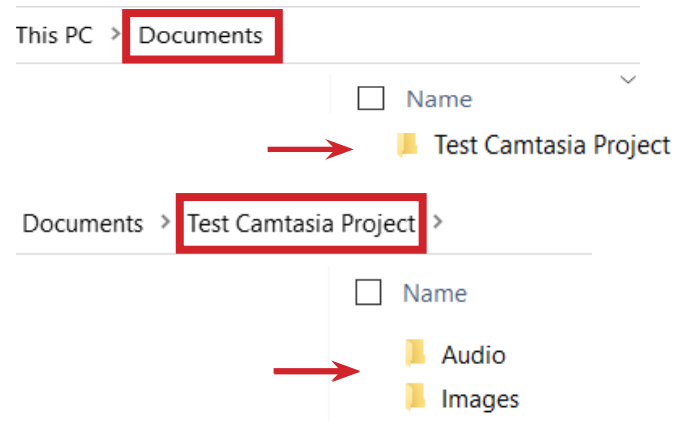 This PC > Documents
Name
Test Camtasia Project
Documents > Test Camtasia Project >
Name
Audio
Images